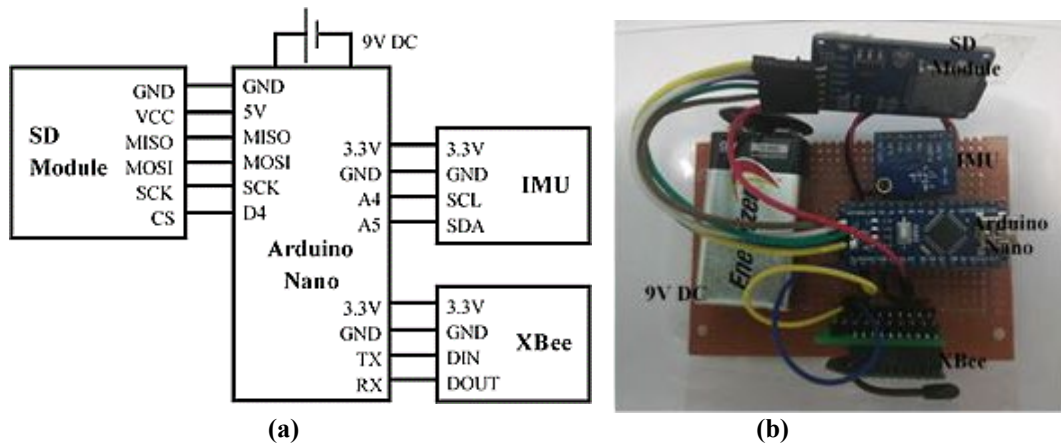 9V DC
GND
VCC
MISO
MOSI
SCK
CS
SD
Module
GND
5V
MISO
MOSI
SCK
D4
3.3V
GND
A4
A5
Arduino
Nano
3.3V
GND
TX
RX
3.3V
GND
SCL
SDA
IMU
3.3V
GND
DIN
DOUT
XBee
(a)
SD
Module
IMU
Arduino
Nano
9V DC
XBee
Energizer
(b)